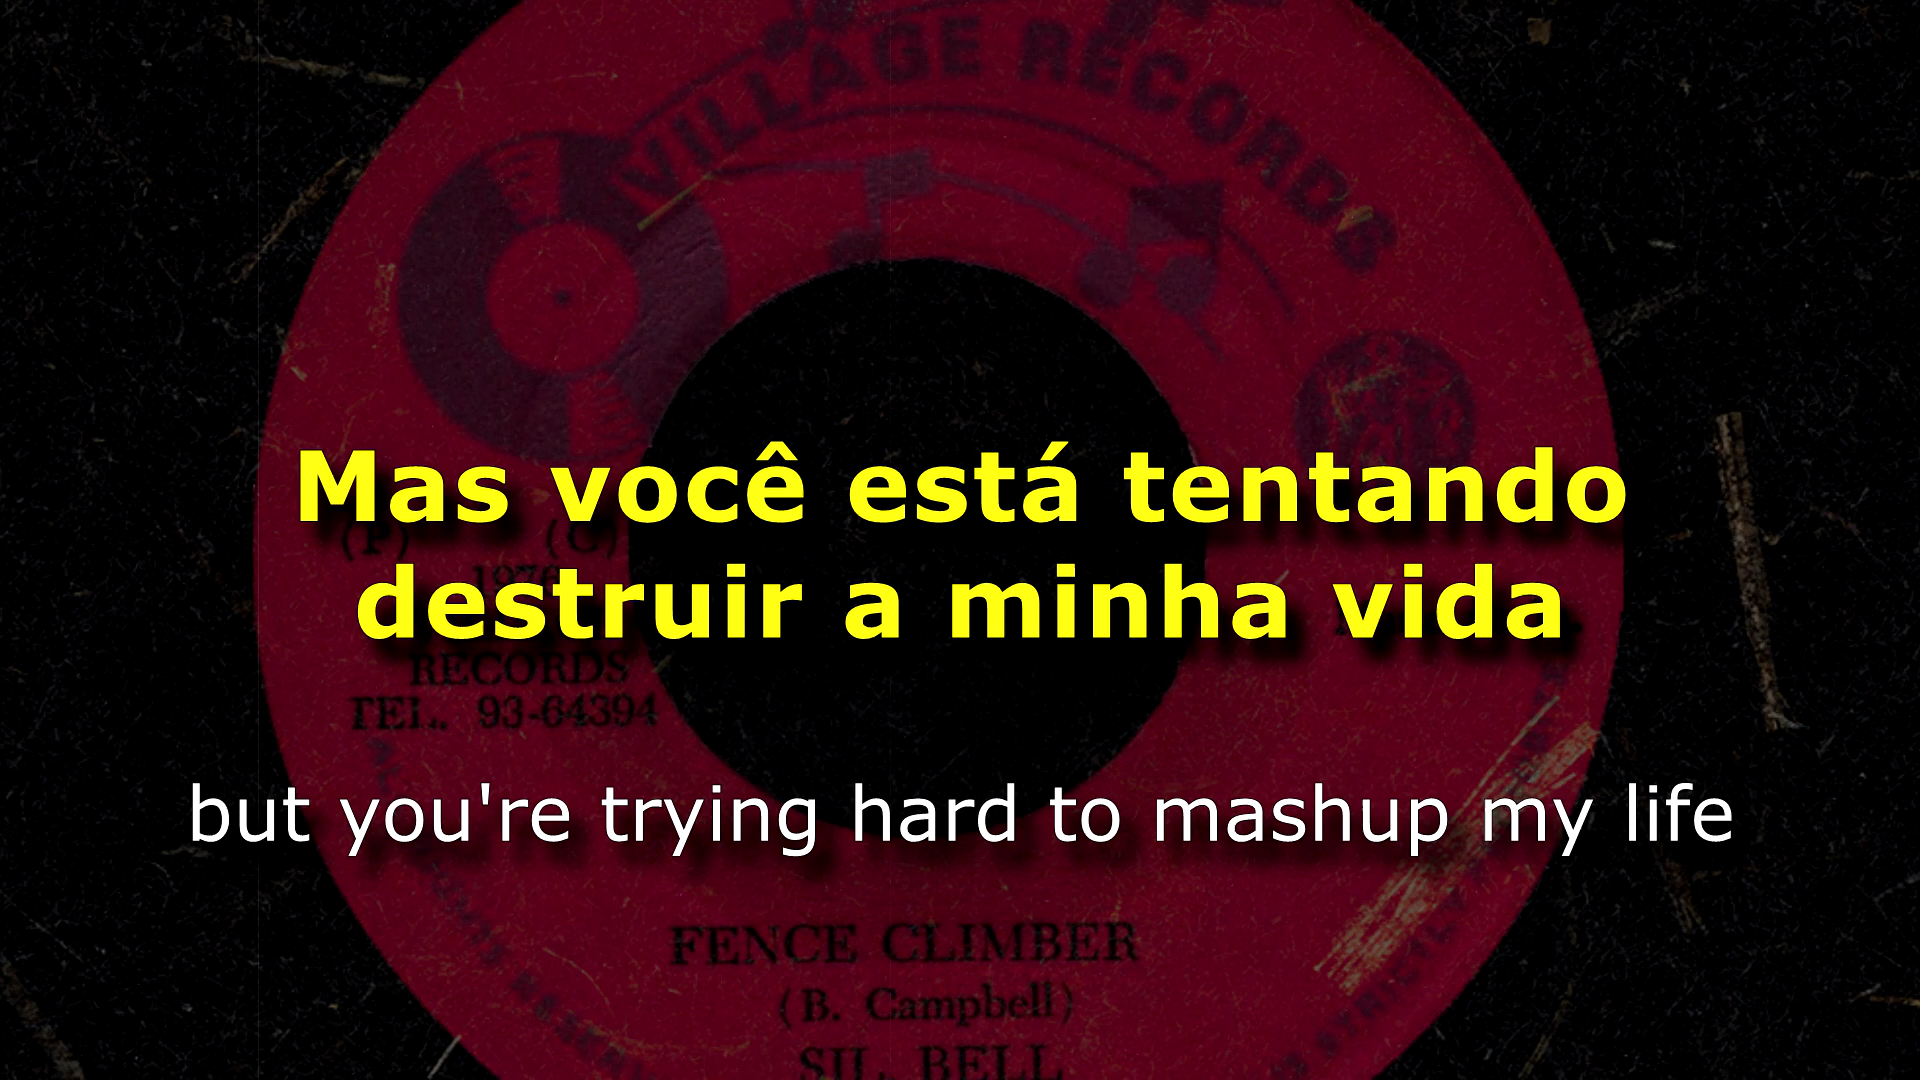 VILLAGE RECORDS
Mas você está tentando
destruir a minha vida
(P) (C)
1976
RECORDS
TEL. 93-64394
but you're trying hard to mashup my life
FENCE CLIMBER
(B. Campbell)
SIL BELL